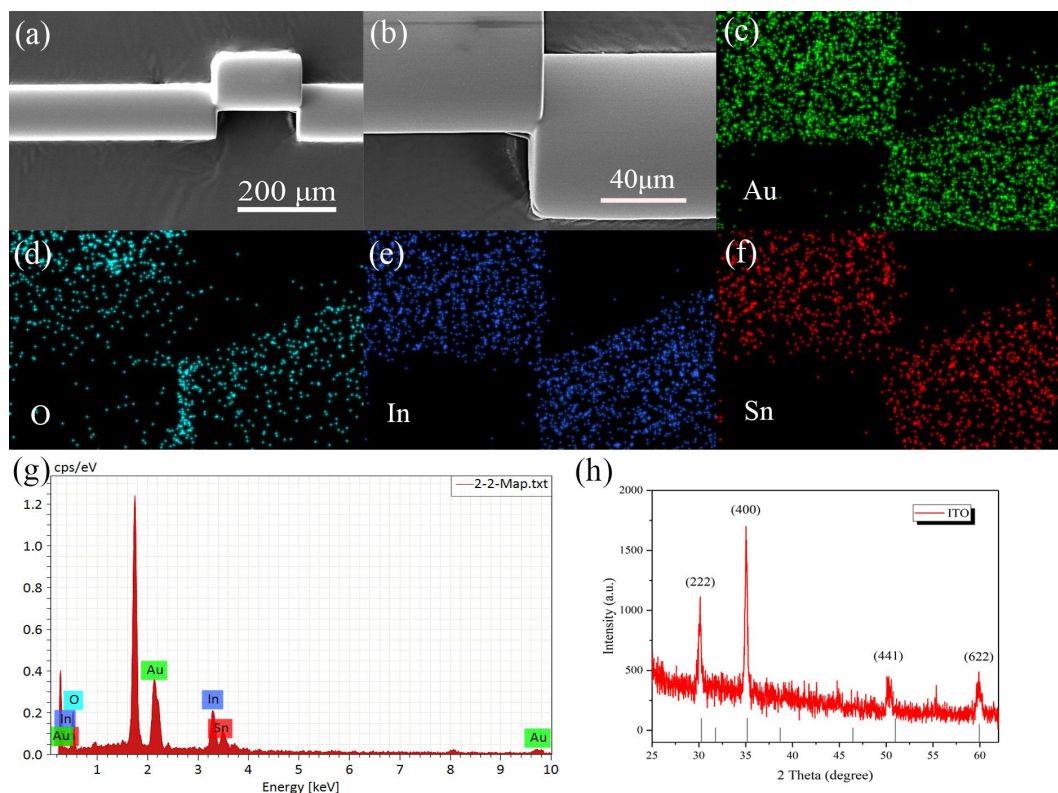 (a)
200 μm
(b)
40μm
(c)
Au
(d)
O
(e)
In
(f)
Sn
(g)
cps/eV
2-2-Map.txt
1.2
1.0
0.8
0.6
0.4
0.2
0.0
O
In
Au
Au
In
Sn
Au
1 2 3 4 5 6 7 8 9 10
Energy [keV]
(h)
2000
1500
1000
500
0
Intensity (a.u.)
ITO
(400)
(222)
(441)
(622)
25 30 35 40 45 50 55 60
2 Theta (degree)